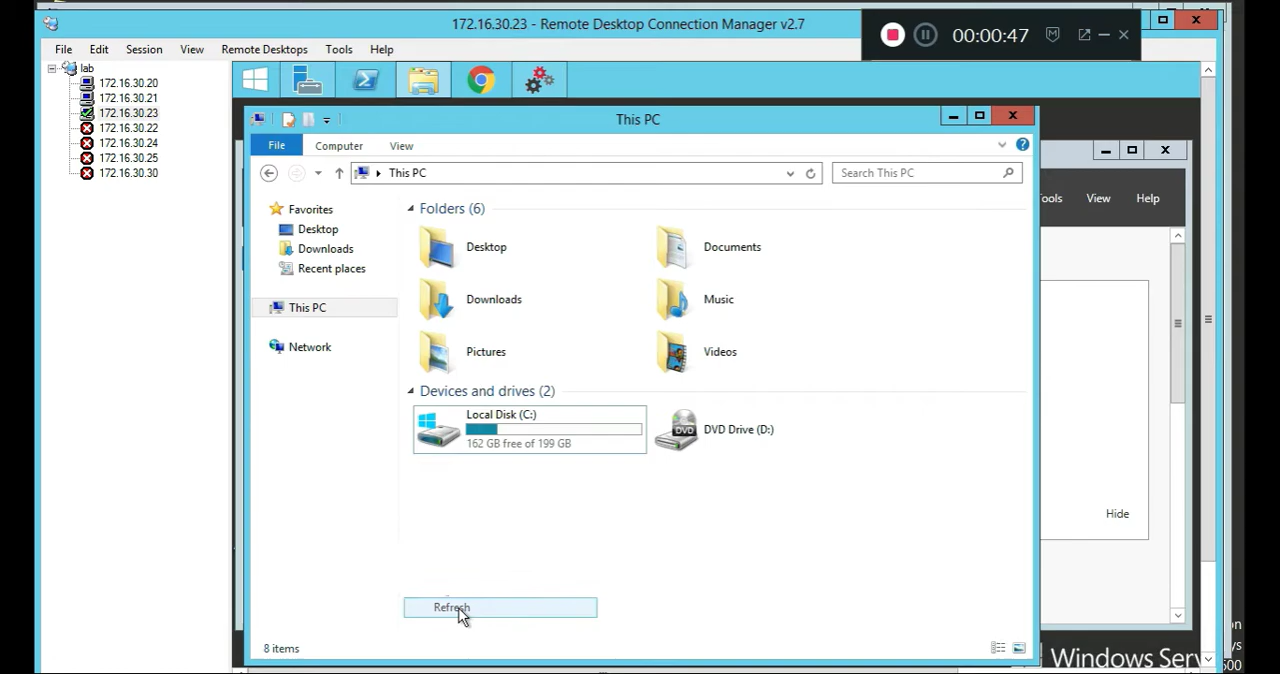 172.16.30.23 - Remote Desktop Connection Manager v2.7
00:00:47
File Edit Session View Remote Desktops Tools Help
lab
172.16.30.20
172.16.30.21
172.16.30.23
172.16.30.22
172.16.30.24
172.16.30.25
172.16.30.30
This PC
File Computer View
This PC
Search This PC
Tools View Help
Favorites
Desktop
Downloads
Recent places
This PC
Network
Folders (6)
Desktop
Documents
Downloads
Music
Pictures
Videos
Devices and drives (2)
Local Disk (C:)
162 GB free of 199 GB
DVD
DVD Drive (D:)
Hide
Refresh
8 items
on
ys
500
Windows Serv